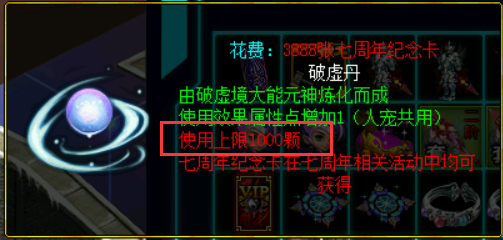 花费：3888张七周年纪念卡
破虚丹
由破虚境大能元神炼化而成
使用效果属性点增加1（人宠共用）
使用上限1000颗
七周年纪念卡在七周年相关活动中均可
获得
VIP